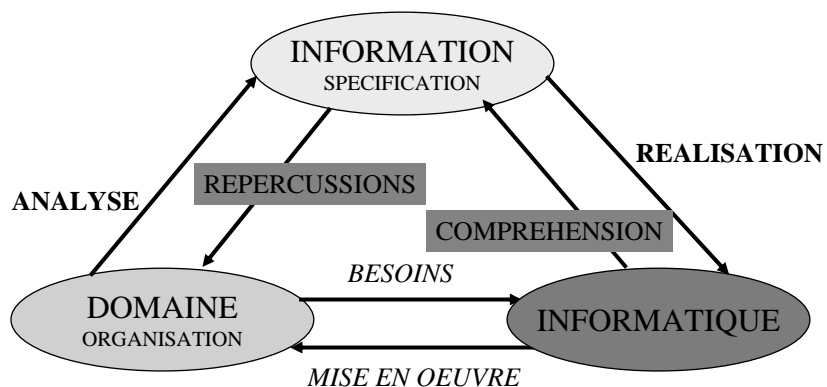 INFORMATION
SPECIFICATION
REALISATION
REPERCUSSIONS
ANALYSE
COMPREHENSION
BESOINS
DOMAINE
ORGANISATION
INFORMATIQUE
MISE EN OEUVRE